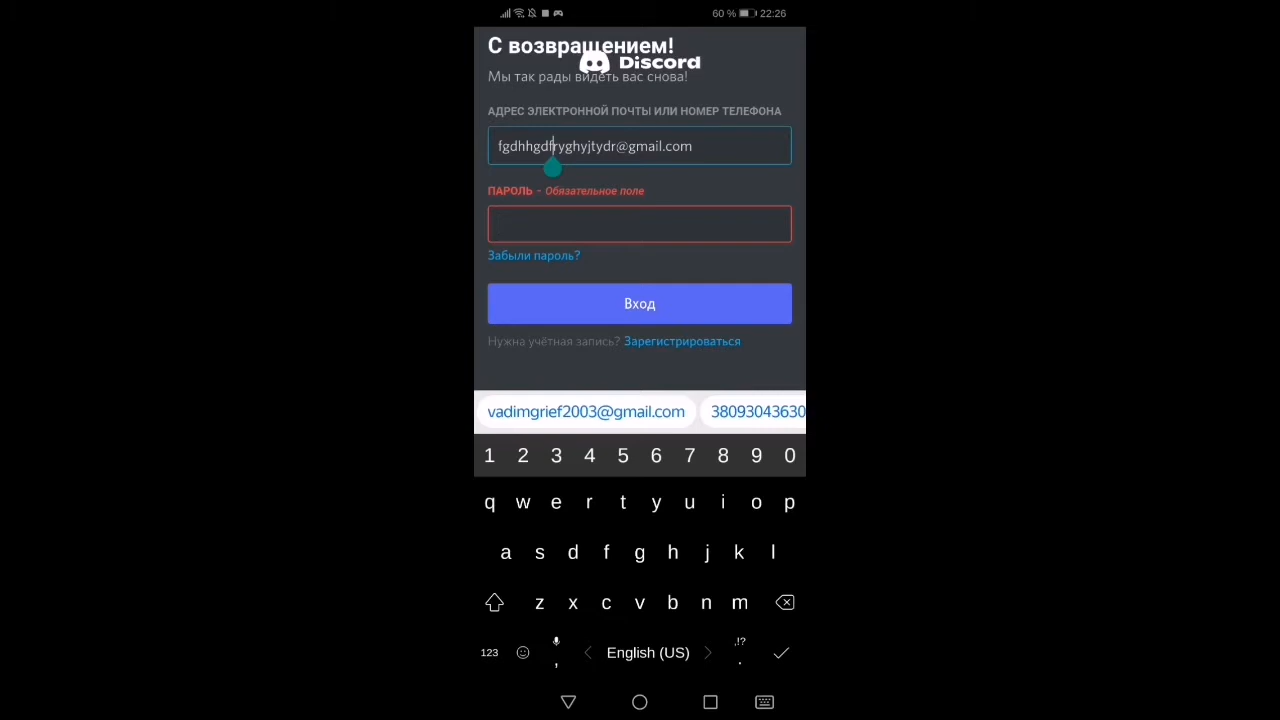 60 % 22:26
С возвращением!
Discord
Мы так рады видеть вас снова!
АДРЕС ЭЛЕКТРОННОЙ ПОЧТЫ ИЛИ НОМЕР ТЕЛЕФОНА
fgdhhgdfryghyjtydr@gmail.com
ПАРОЛЬ - Обязательное поле
Забыли пароль?
Вход
Нужна учётная запись? Зарегистрироваться
vadimgrief2003@gmail.com 38093043630
1 2 3 4 5 6 7 8 9 0
q w e r t y u i o p
a s d f g h j k l
z x c v b n m
,!?
123 , < English (US) > .